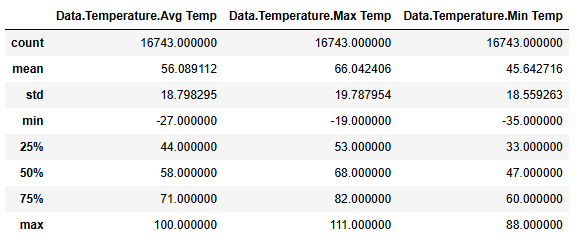 Data.Temperature.Avg Temp Data.Temperature.Max Temp Data.Temperature.Min Temp
count 16743.000000 16743.000000 16743.000000
mean 56.089112 66.042406 45.642716
std 18.798295 19.787954 18.559263
min -27.000000 -19.000000 -35.000000
25% 44.000000 53.000000 33.000000
50% 58.000000 68.000000 47.000000
75% 71.000000 82.000000 60.000000
max 100.000000 111.000000 88.000000